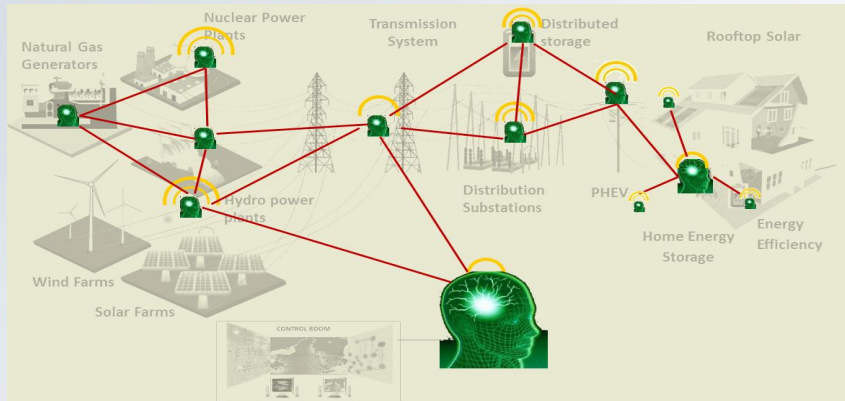 Nuclear Power
Plants
Natural Gas
Generators
Transmission
System
Distributed
storage
Rooftop Solar
Hydro power
plants
Distribution
Substations
PHEV
Home Energy
Storage
Energy
Efficiency
Wind Farms
Solar Farms
CONTROL ROOM